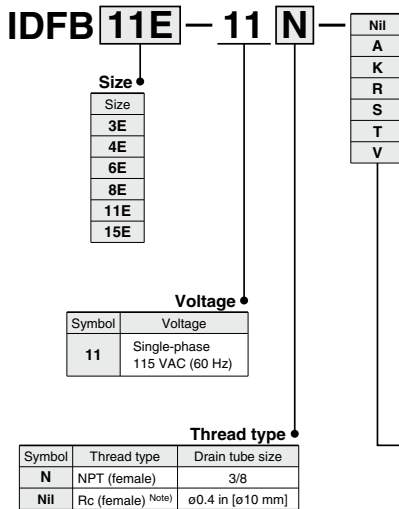 IDFB 11E — 11 N —
Nil
A
K
R
S
T
V
Size
Size
3E
4E
6E
8E
11E
15E
Voltage
Symbol Voltage
11 Single-phase
115 VAC (60 Hz)
Thread type
Symbol Thread type Drain tube size
N NPT (female) 3/8
Nil Rc (female) Note) ø0.4 in [ø10 mm]